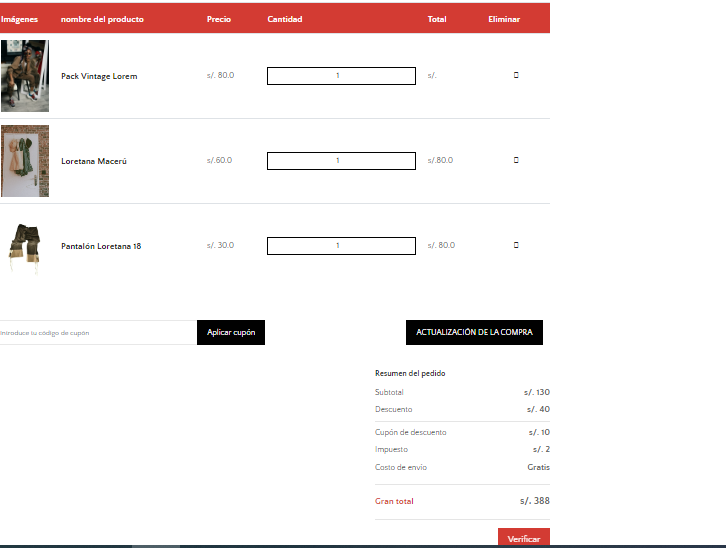 Imágenes nombre del producto Precio Cantidad Total Eliminar
Pack Vintage Lorem s/. 80.0 1 s/.
Loretana Macerú s/.60.0 1 s/.80.0
Pantalón Loretana 18 s/. 30.0 1 s/. 80.0
Introduce tu código de cupón Aplicar cupón ACTUALIZACIÓN DE LA COMPRA
Resumen del pedido
Subtotal s/. 130
Descuento s/. 40
Cupón de descuento s/. 10
Impuesto s/. 2
Costo de envío Gratis
Gran total s/. 388
Verificar